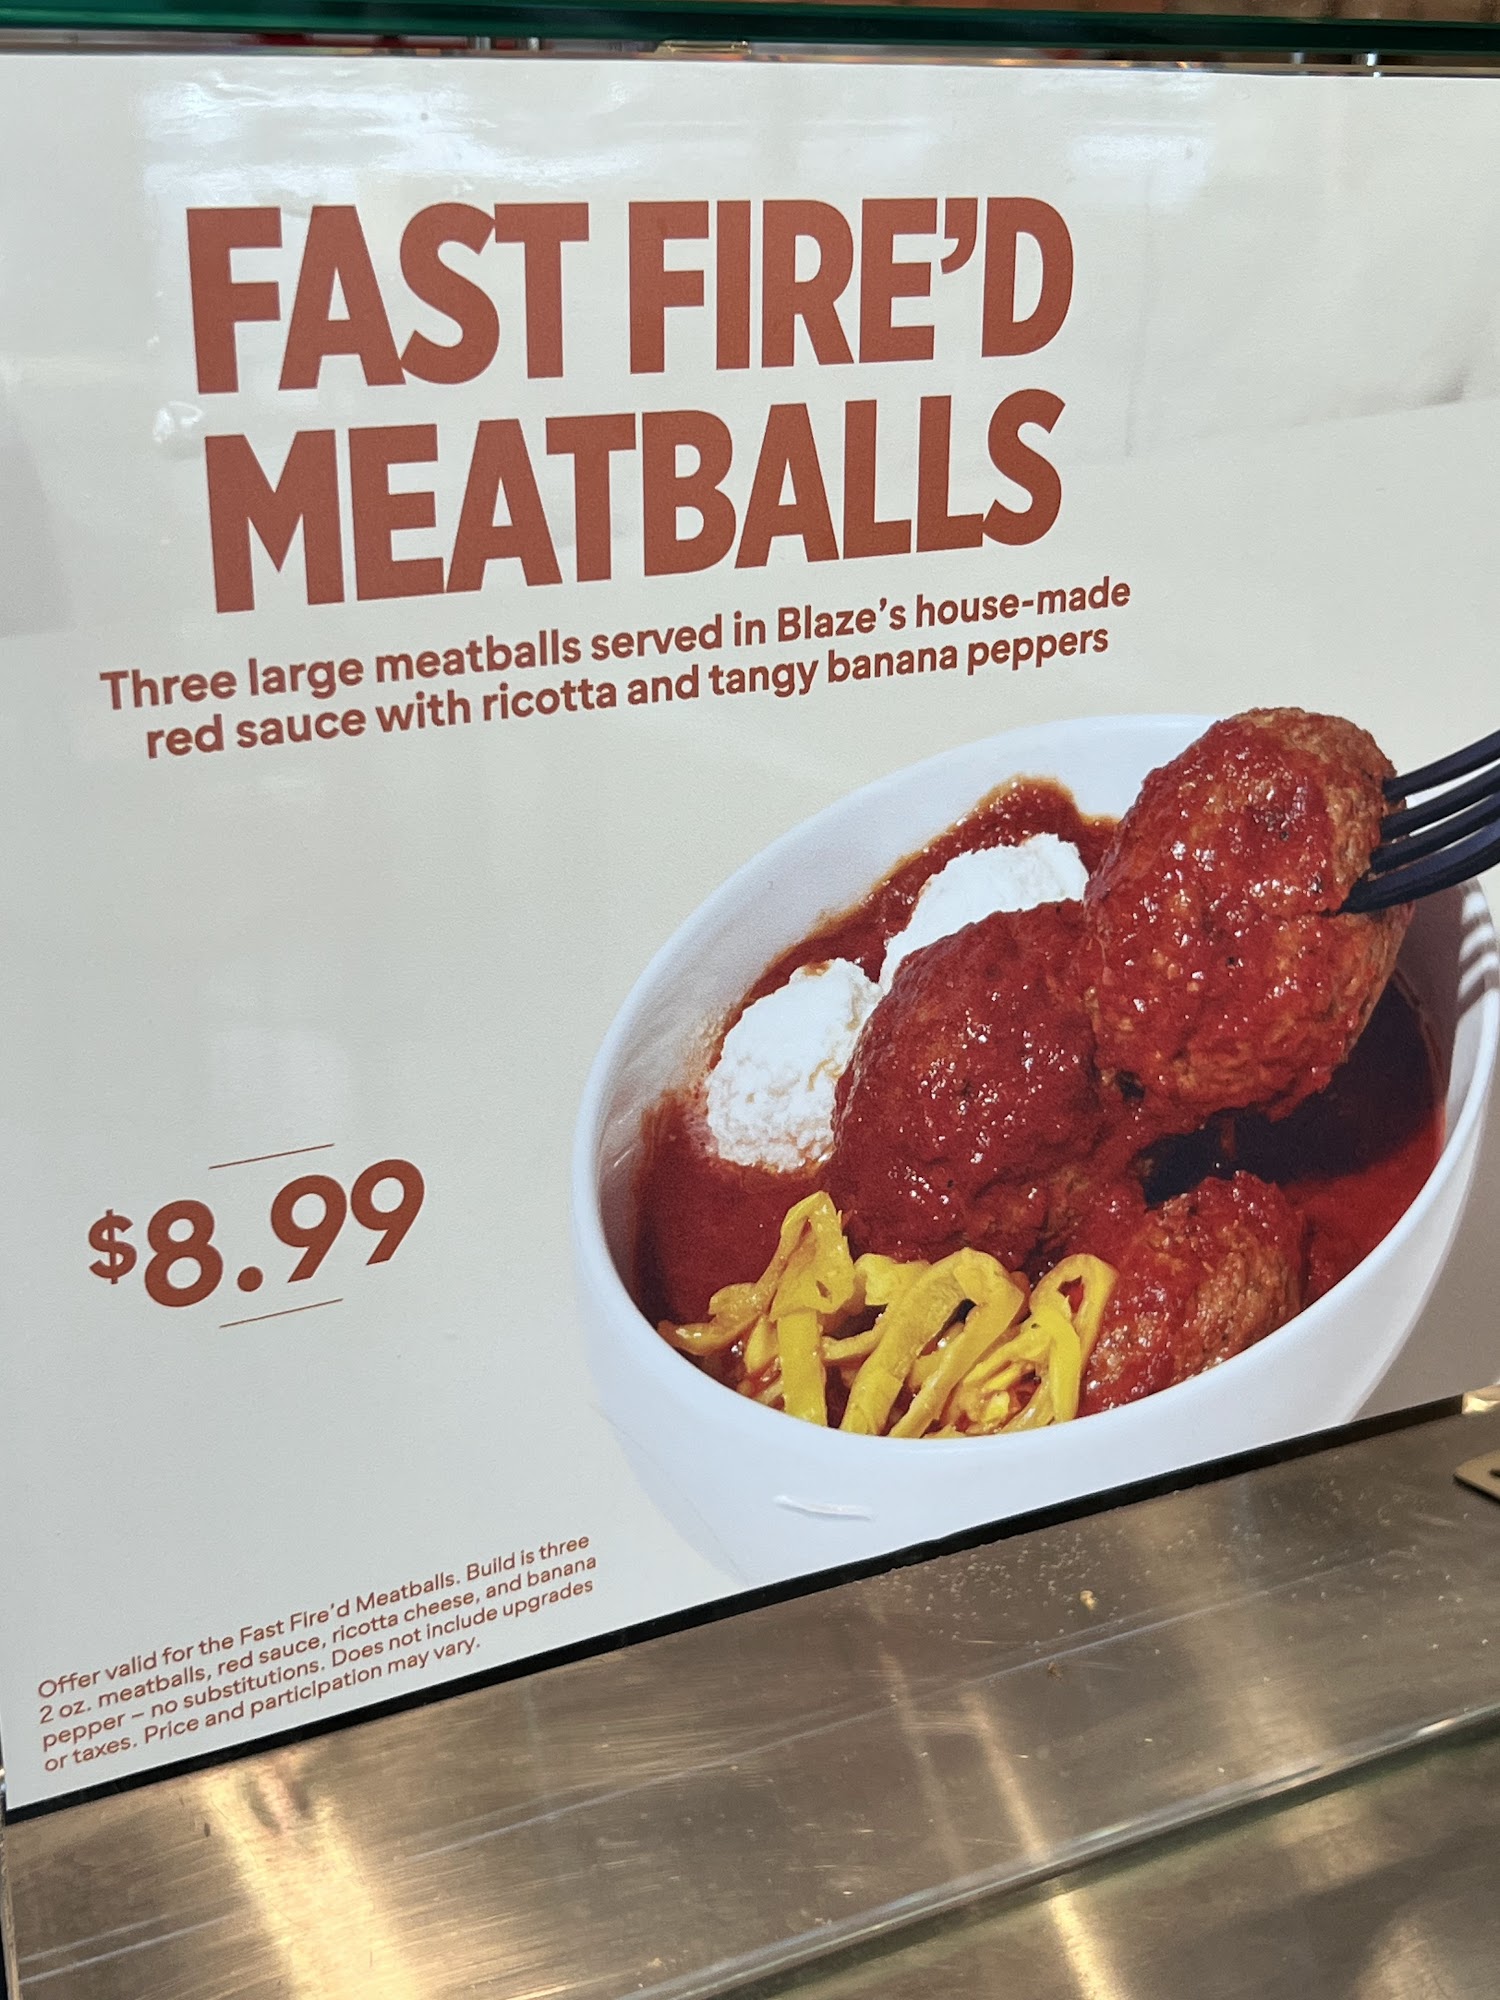 FAST FIRE'D
MEATBALLS
Three large meatballs served in Blaze's house-made
red sauce with ricotta and tangy banana peppers
$8.99
Offer valid for the Fast Fire'd Meatballs. Build is three
2 oz. meatballs, red sauce, ricotta cheese, and banana
pepper – no substitutions. Does not include upgrades
or taxes. Price and participation may vary.